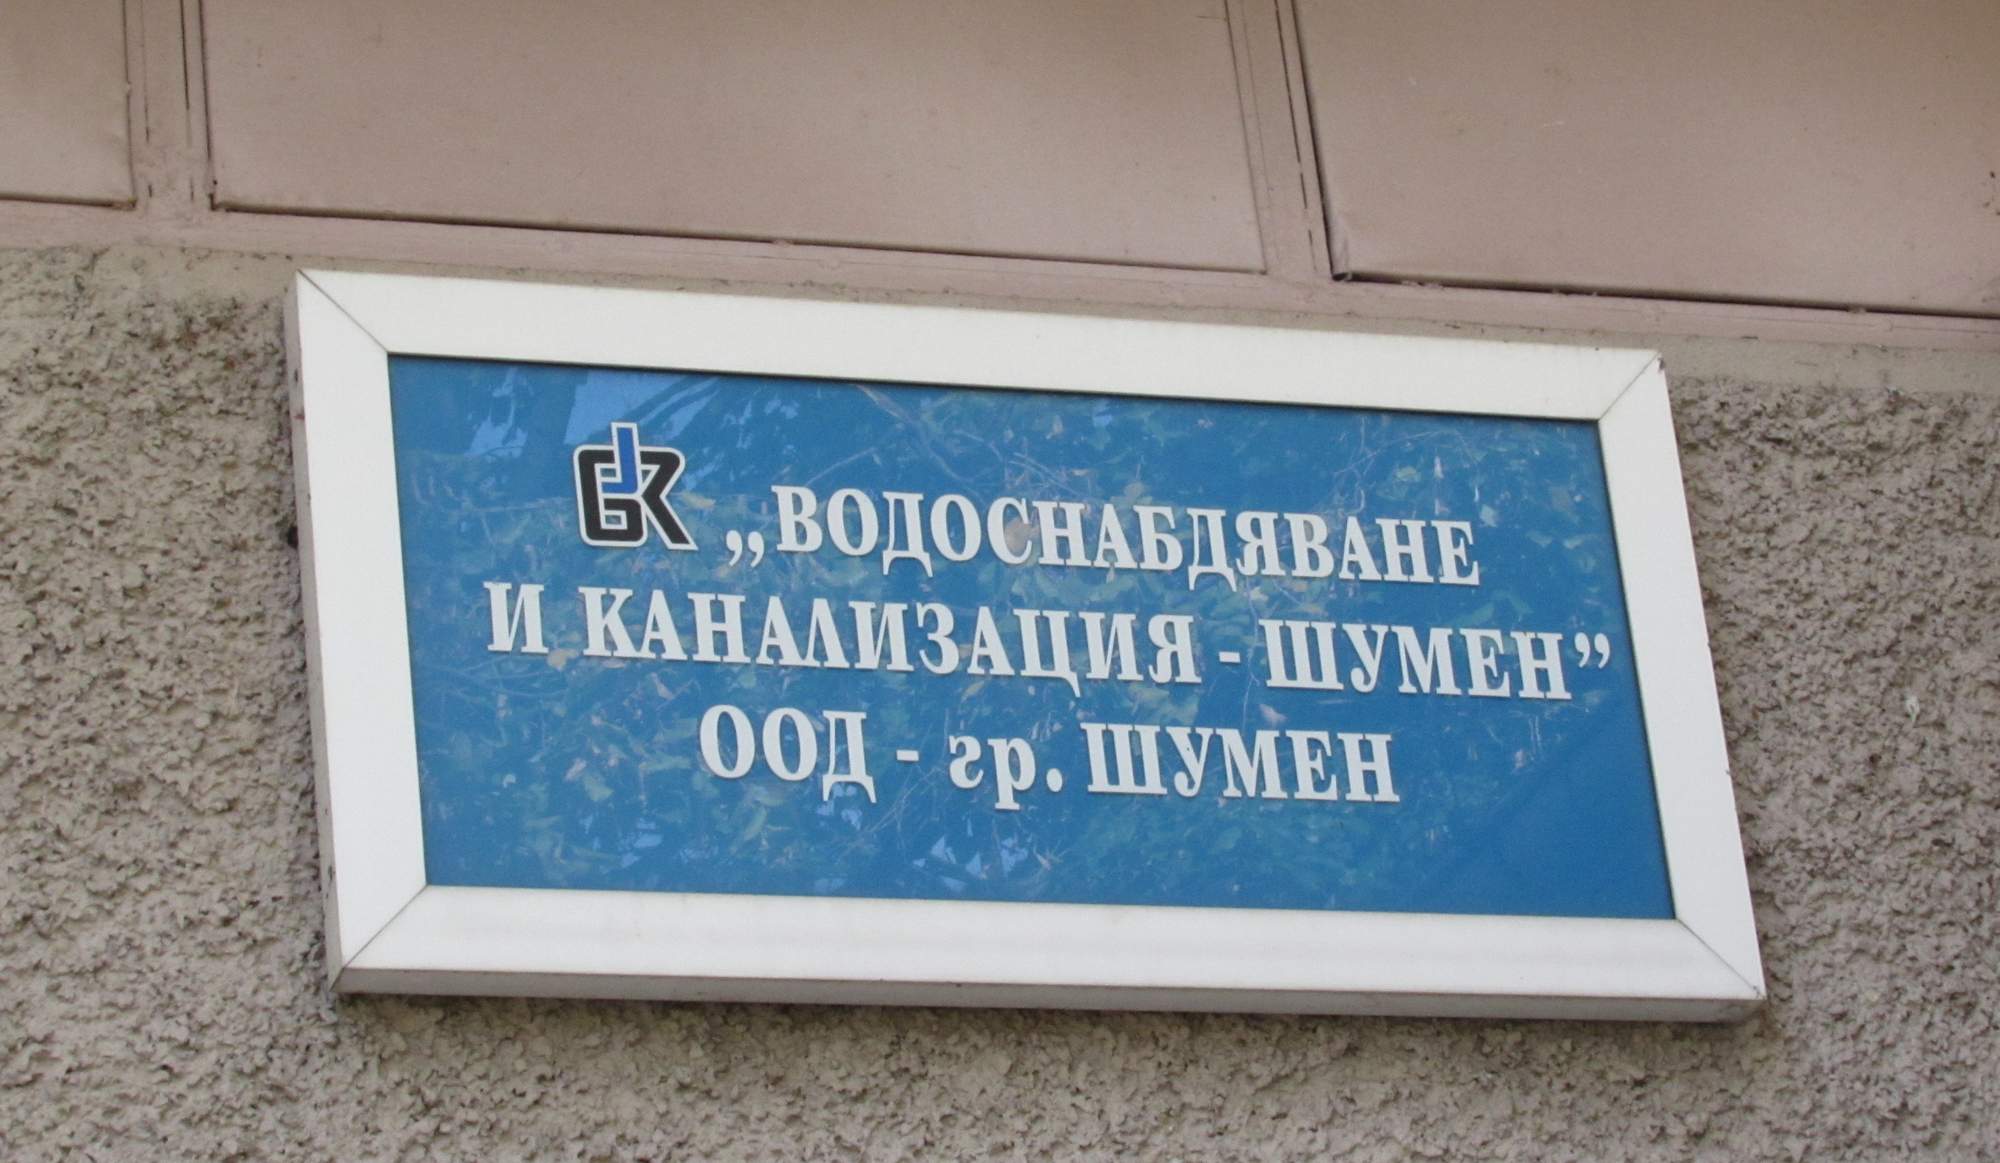 „ВОДОСНАБДЯВАНЕ
И КАНАЛИЗАЦИЯ - ШУМЕН”
ООД - гр. ШУМЕН